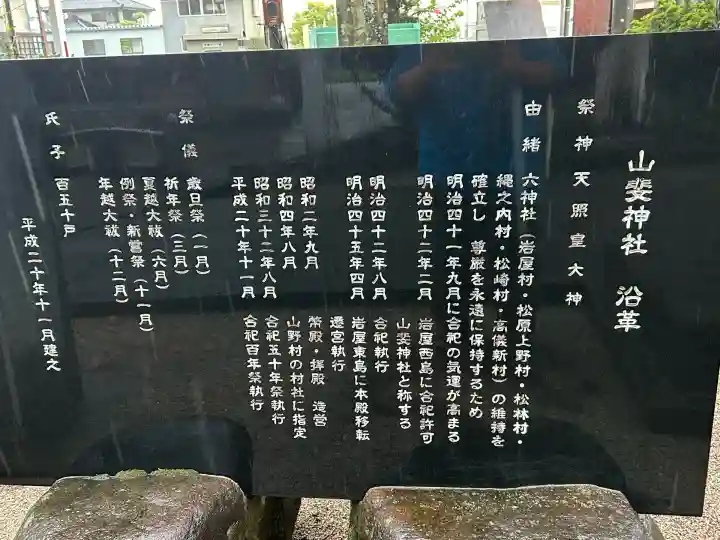 山斐神社　沿革
祭神　天照皇大神
由緒　六神社（岩屋村・松原上野村・松林村・
縄之内村・松崎村・高儀新村）の維持を
確立し　尊厳を永遠に保持するため
明治四十一年九月に合祀の気運が高まる
明治四十二年二月　岩屋西島に合祀許可
山斐神社と称する
明治四十二年八月　合祀執行
明治四十五年四月　岩屋東島に本殿移転
遷宮執行
昭和二年九月　幣殿・拝殿　造営
昭和四年八月　山野村の村社に指定
昭和三十二年八月　合祀五十年祭執行
平成二十年十一月　合祀百年祭執行
祭儀　歳旦祭（一月）
祈年祭（三月）
夏越大祓（六月）
例祭・新嘗祭（十一月）
年越大祓（十二月）
氏子　百五十戸
平成二十年十一月建之